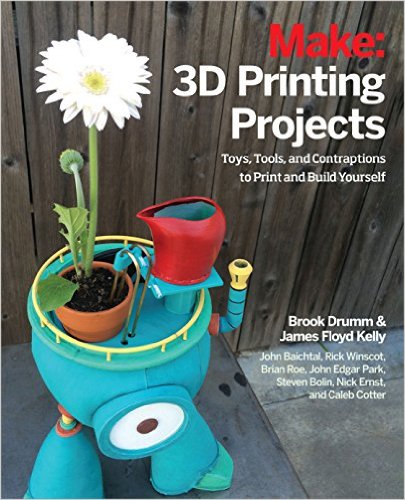 Make:
3D Printing
Projects
Toys, Tools, and Contraptions
to Print and Build Yourself
Brook Drumm &
James Floyd Kelly
John Baichtal, Rick Winscot,
Brian Roe, John Edgar Park,
Steven Bolin, Nick Ernst,
and Caleb Cotter